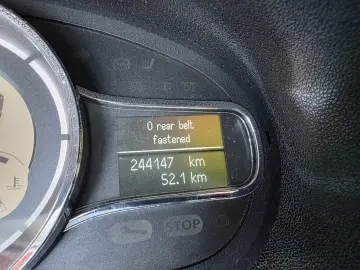 0 rear belt
fastened
244147 km
52.1 km
STOP